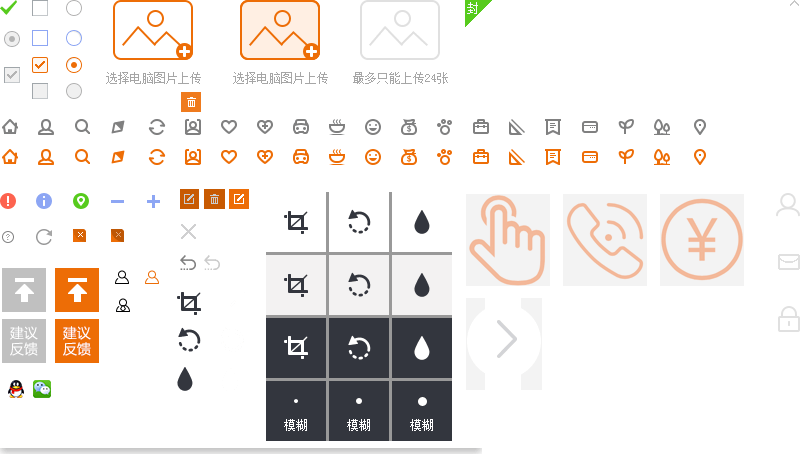 封
选择电脑图片上传
选择电脑图片上传
最多只能上传24张
建议
反馈
建议
反馈
模糊
模糊
模糊